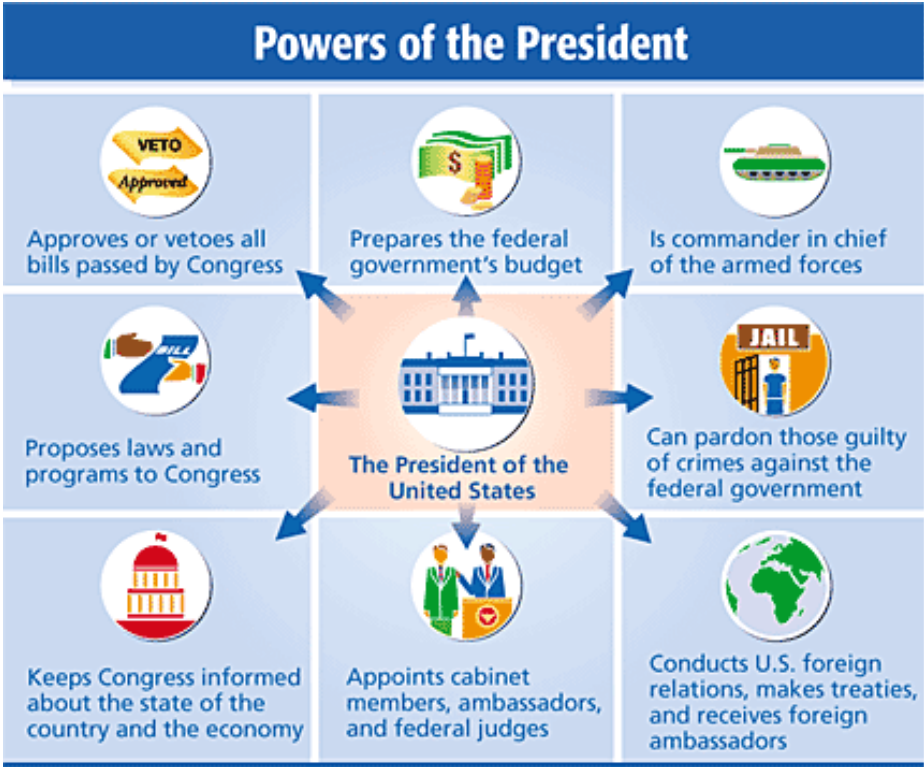 Powers of the President
VETO
Approved
Approves or vetoes all
bills passed by Congress
$
Prepares the federal
government's budget
Is commander in chief
of the armed forces
BILL
Proposes laws and
programs to Congress
The President of the
United States
JAIL
Can pardon those guilty
of crimes against the
federal government
Keeps Congress informed
about the state of the
country and the economy
Appoints cabinet
members, ambassadors,
and federal judges
Conducts U.S. foreign
relations, makes treaties,
and receives foreign
ambassadors